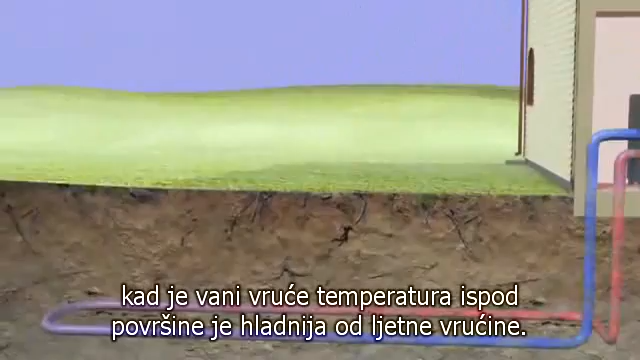 kad je vani vruće temperatura ispod
površine je hladnija od ljetne vrućine.